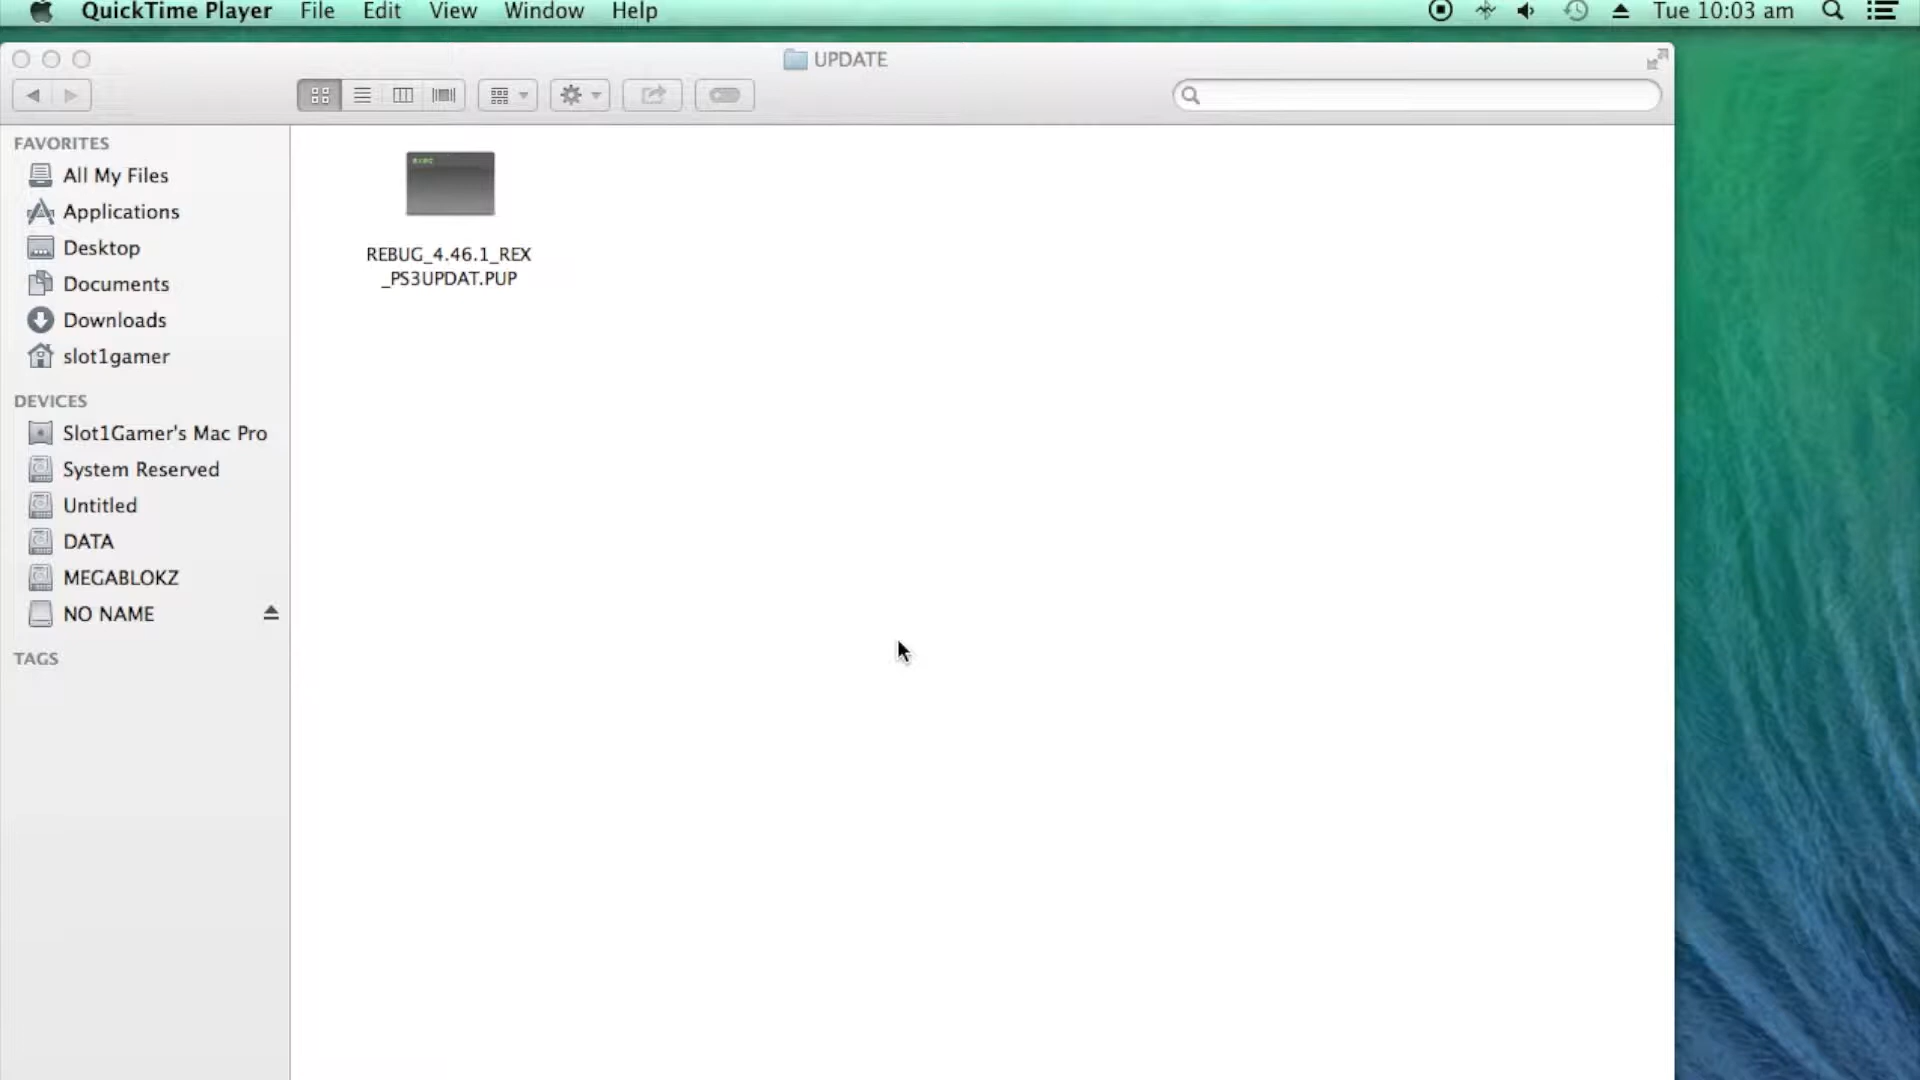 QuickTime Player File Edit View Window Help Tue 10:03 am
UPDATE
FAVORITES
All My Files
Applications
Desktop
Documents
Downloads
slot1gamer
DEVICES
Slot1Gamer's Mac Pro
System Reserved
Untitled
DATA
MEGABLOKZ
NO NAME
TAGS
exec
REBUG_4.46.1_REX
_PS3UPDAT.PUP